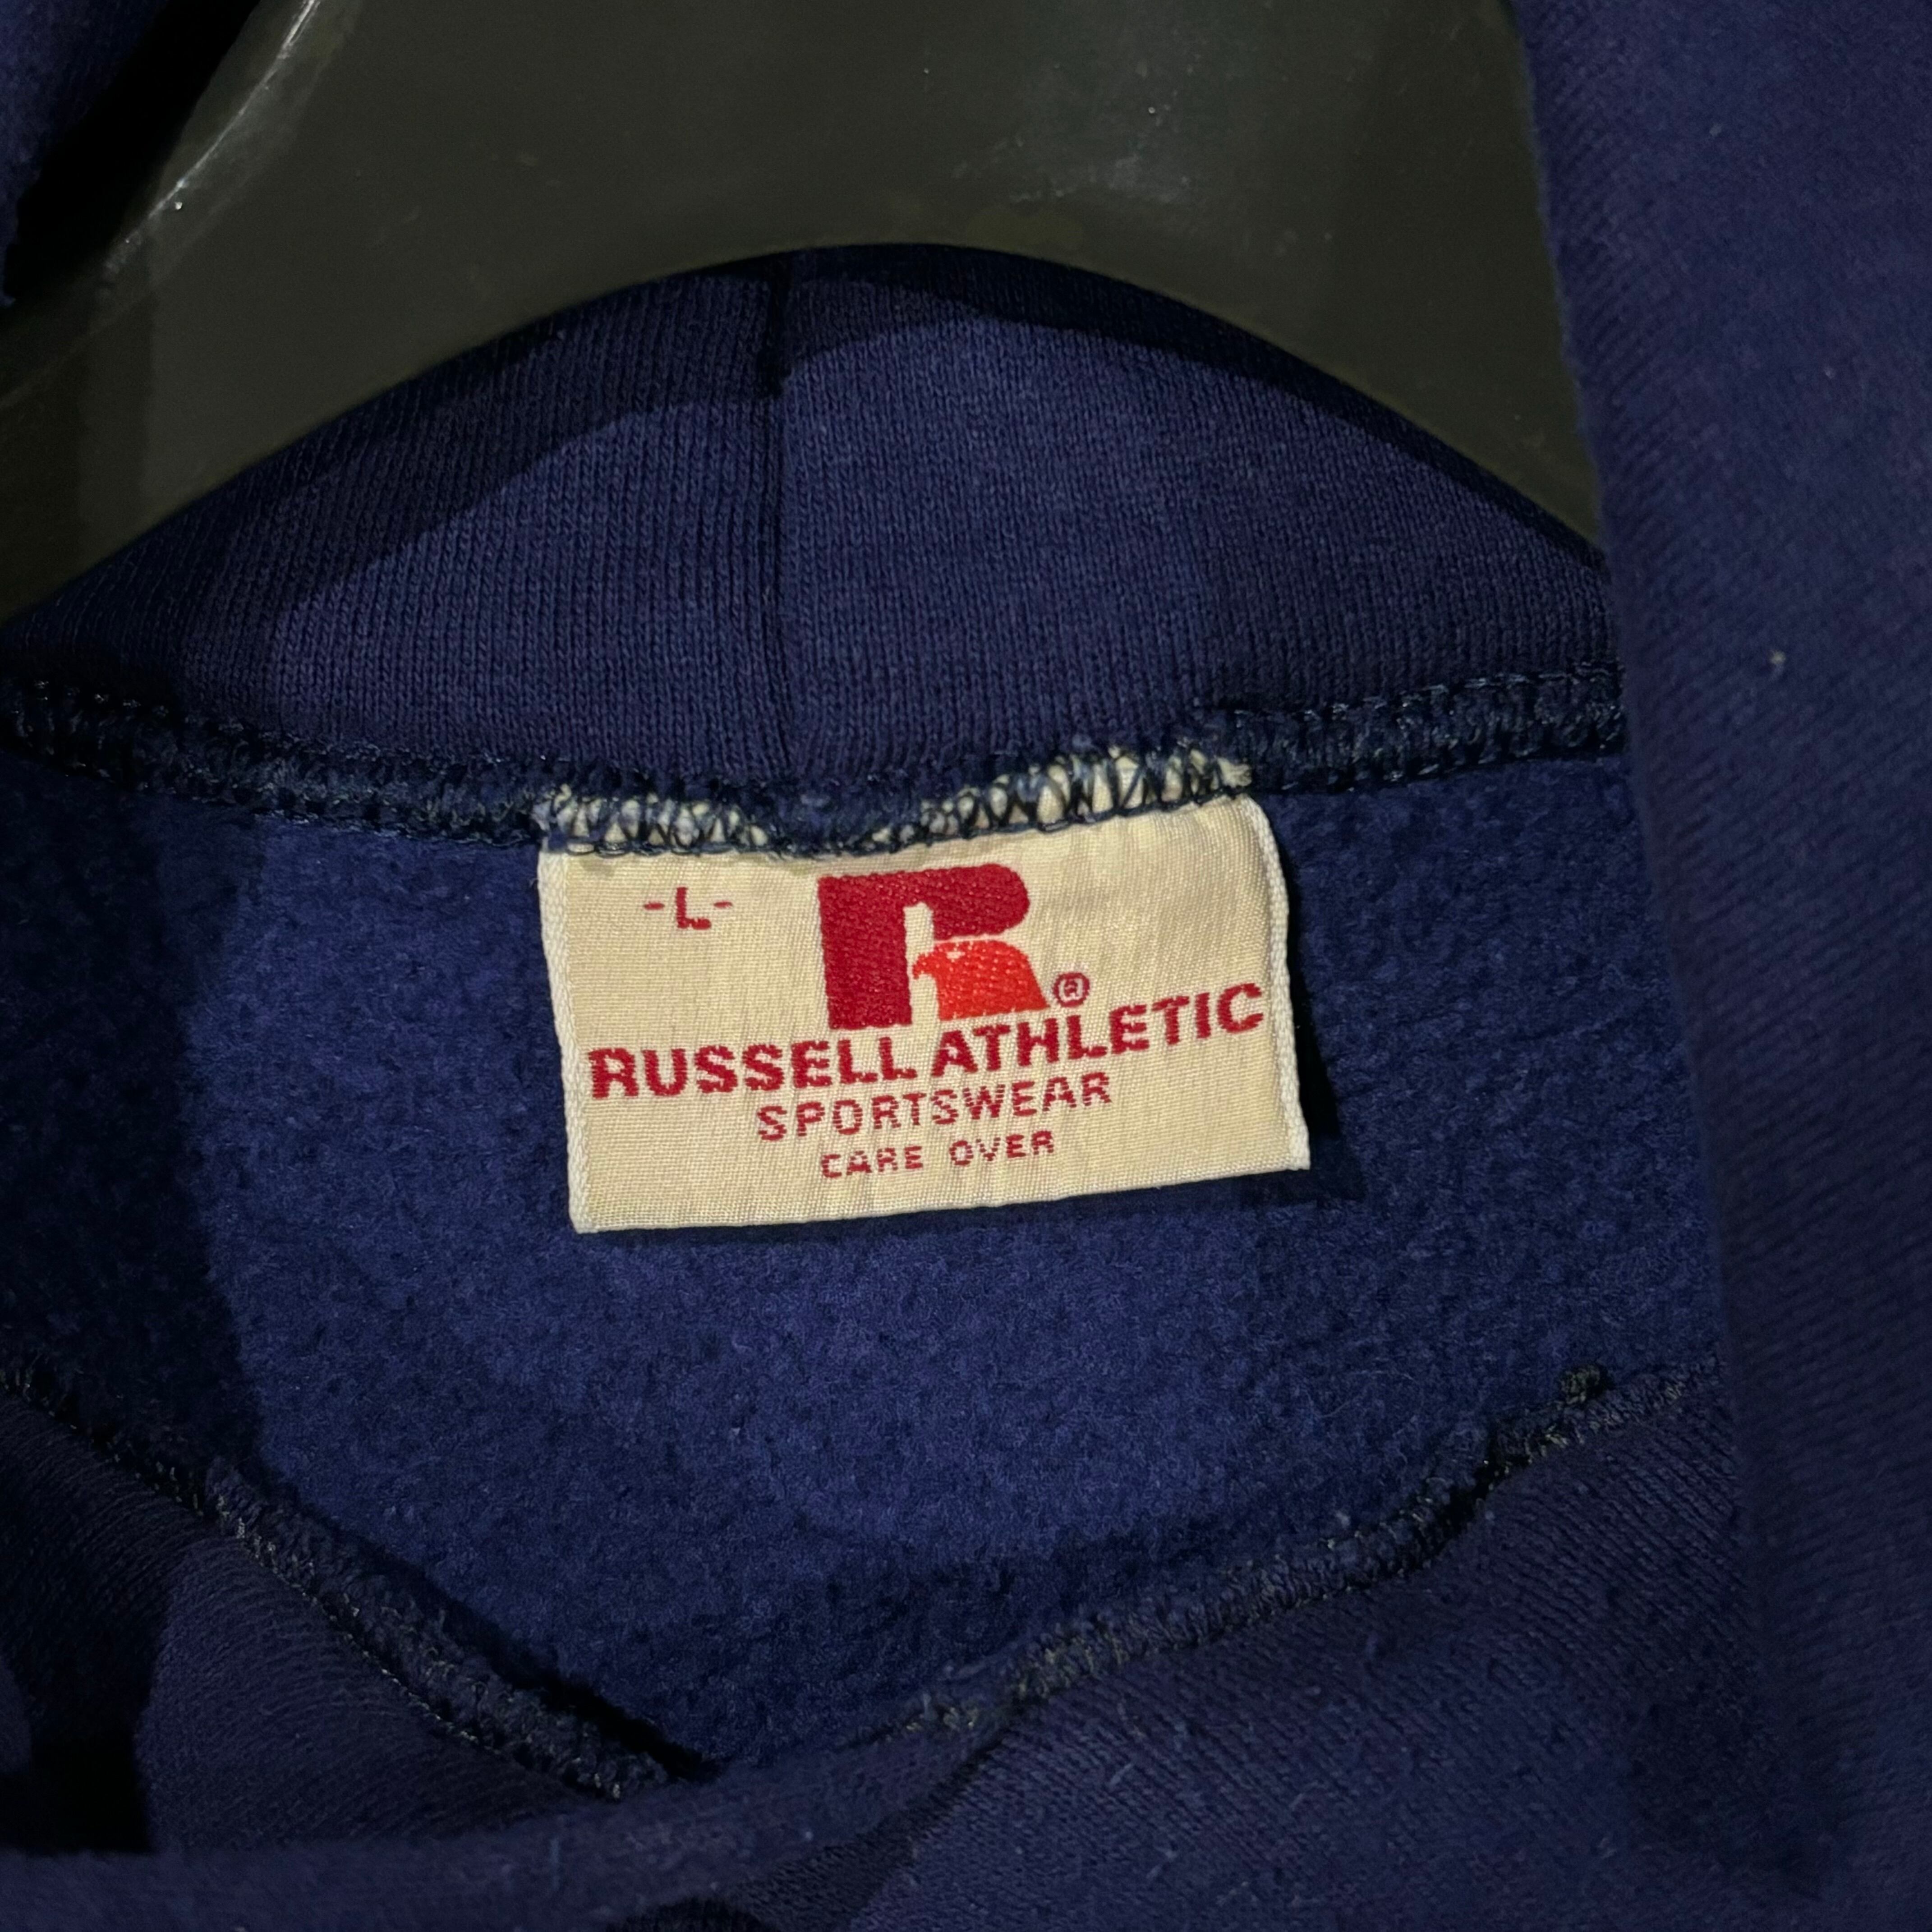 -L-
R®
RUSSELL ATHLETIC
SPORTSWEAR
CARE OVER